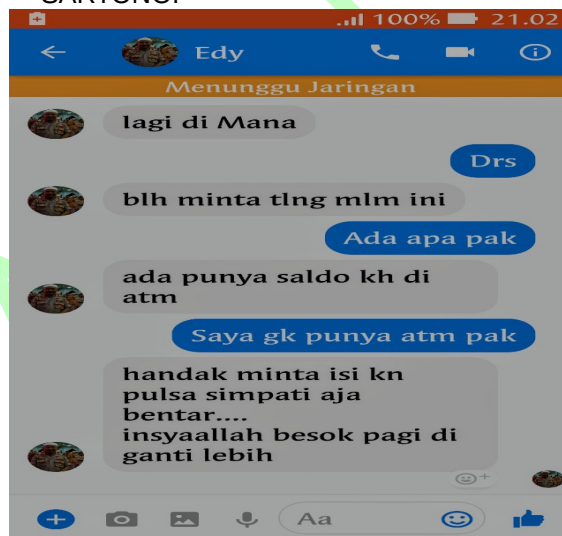 .ııl 100% 21.02
Edy
Menunggu Jaringan
lagi di Mana
Drs
blh minta tlng mlm ini
Ada apa pak
ada punya saldo kh di
atm
Saya gk punya atm pak
handak minta isi kn
pulsa simpati aja
bentar....
insyaallah besok pagi di
ganti lebih
Aa